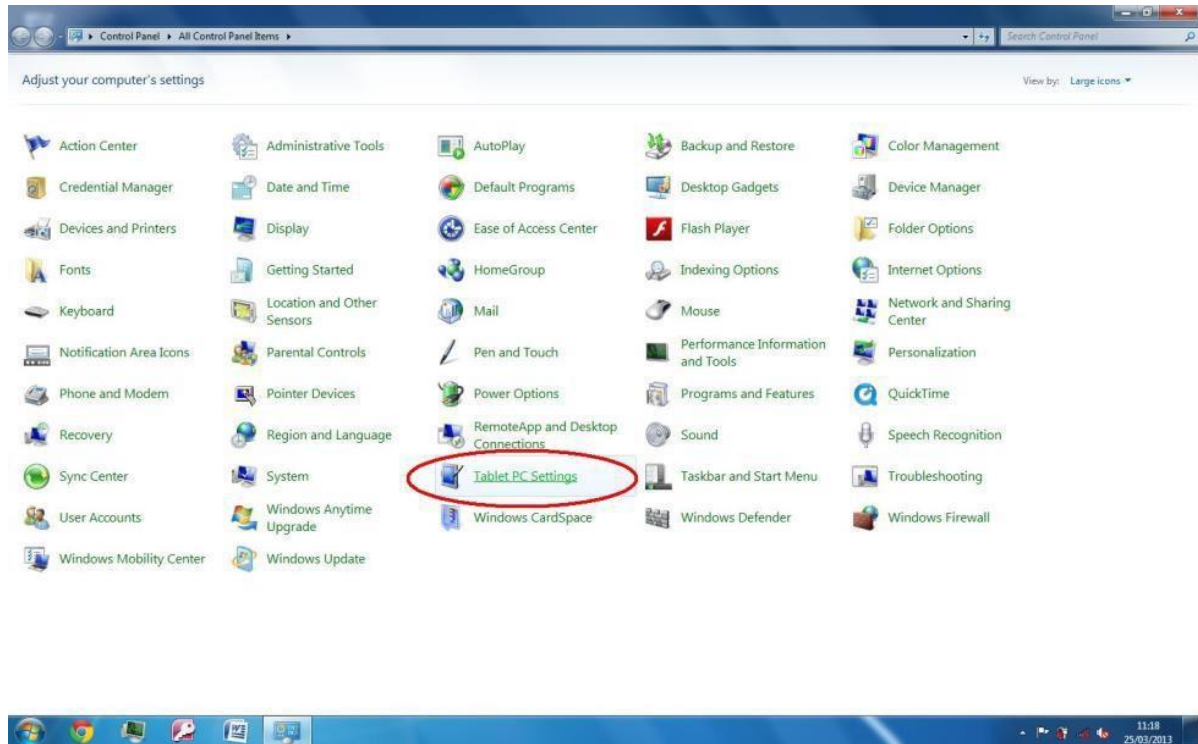 Control Panel ▸ All Control Panel Items ▸
Search Control Panel
Adjust your computer's settings
View by: Large icons
Action Center
Administrative Tools
AutoPlay
Backup and Restore
Color Management
Credential Manager
Date and Time
Default Programs
Desktop Gadgets
Device Manager
Devices and Printers
Display
Ease of Access Center
Flash Player
Folder Options
Fonts
Getting Started
HomeGroup
Indexing Options
Internet Options
Keyboard
Location and Other
Sensors
Mail
Mouse
Network and Sharing
Center
Notification Area Icons
Parental Controls
Pen and Touch
Performance Information
and Tools
Personalization
Phone and Modem
Pointer Devices
Power Options
Programs and Features
QuickTime
Recovery
Region and Language
RemoteApp and Desktop
Connections
Sound
Speech Recognition
Sync Center
System
Tablet PC Settings
Taskbar and Start Menu
Troubleshooting
User Accounts
Windows Anytime
Upgrade
Windows CardSpace
Windows Defender
Windows Firewall
Windows Mobility Center
Windows Update
11:18
25/03/2013